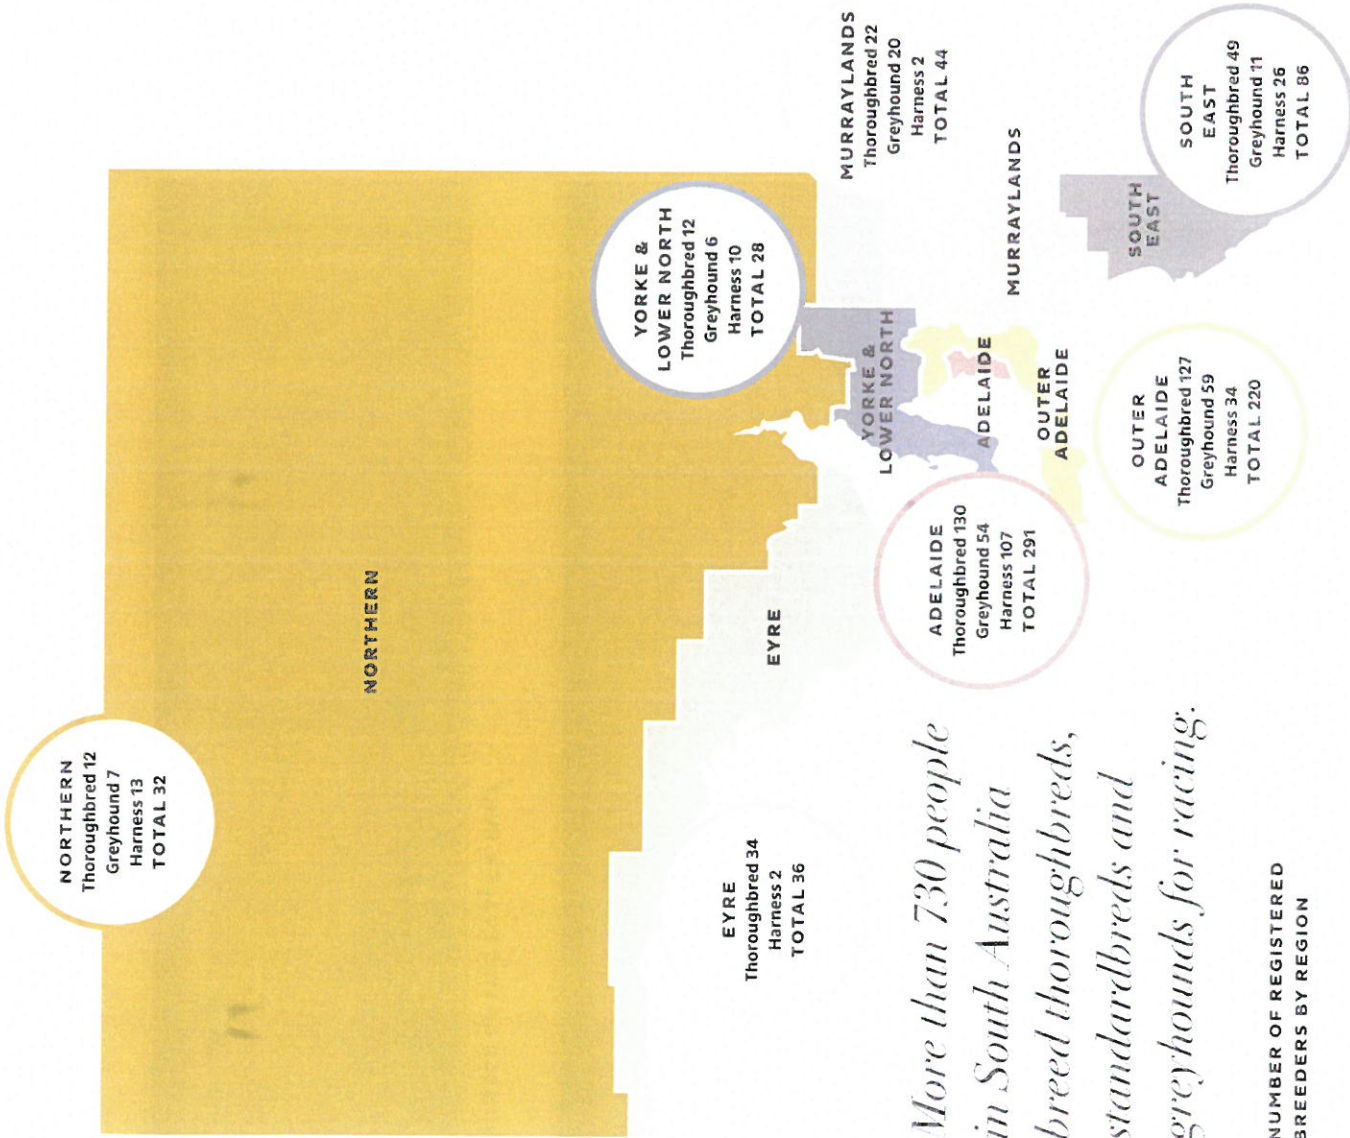 NORTHERN
Thoroughbred 12
Greyhound 7
Harness 13
TOTAL 32
NORTHERN
YORKE &
LOWER NORTH
Thoroughbred 12
Greyhound 6
Harness 10
TOTAL 28
EYRE
EYRE
Thoroughbred 34
Harness 2
TOTAL 36
MURRAYLANDS
Thoroughbred 22
Greyhound 20
Harness 2
TOTAL 44
YORKE &
LOWER NORTH
ADELAIDE
MURRAYLANDS
OUTER
ADELAIDE
ADELAIDE
Thoroughbred 130
Greyhound 54
Harness 107
TOTAL 291
SOUTH
EAST
SOUTH
EAST
Thoroughbred 49
Greyhound 11
Harness 26
TOTAL 86
OUTER
ADELAIDE
Thoroughbred 127
Greyhound 59
Harness 34
TOTAL 220
More than 730 people
in South Australia
breed thoroughbreds,
standardbreds and
greyhounds for racing.
NUMBER OF REGISTERED
BREEDERS BY REGION